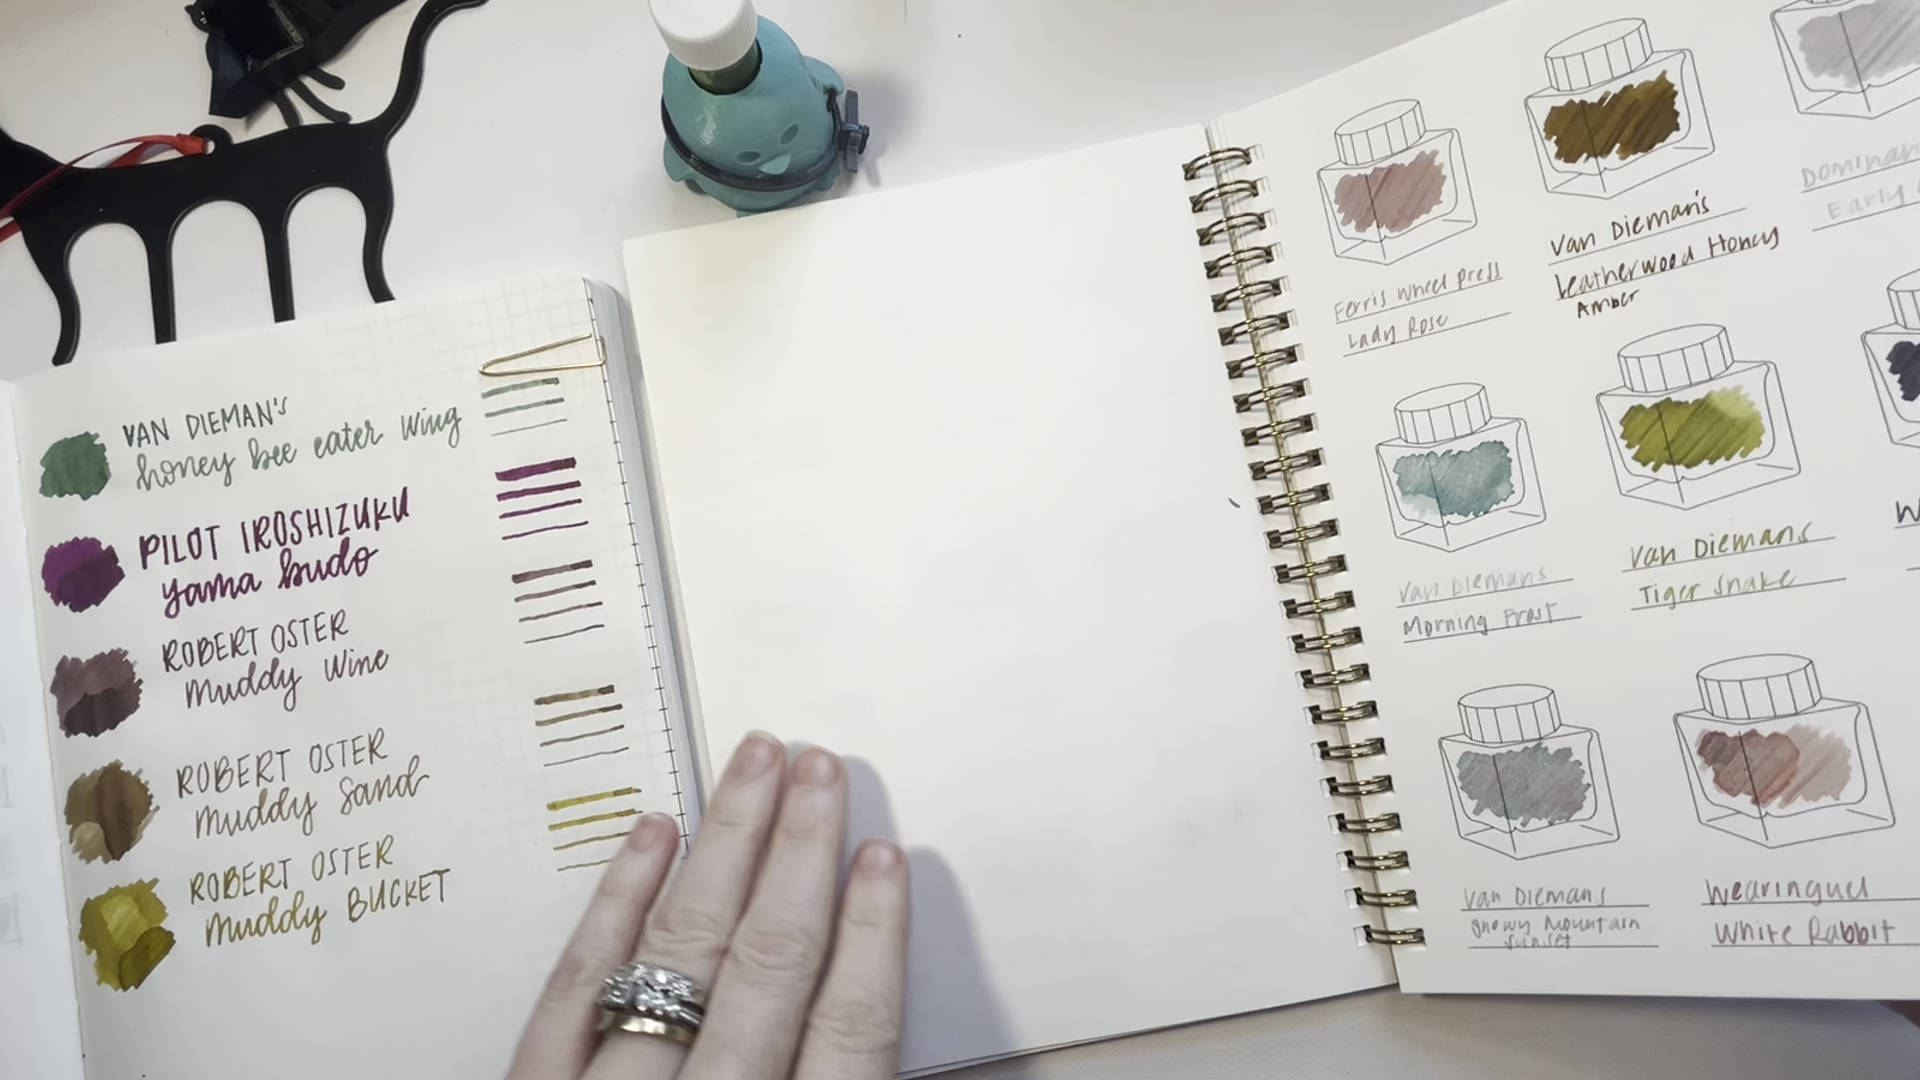 VAN DIEMAN'S
honey bee eater wing
PILOT IROSHIZUKU
yama budo
ROBERT OSTER
Muddy Wine
ROBERT OSTER
Muddy Sand
ROBERT OSTER
Muddy BUCKET
Ferris Wheel Press
Lady Rose
Van Dieman's
Leatherwood Honey
Amber
Early
Van Diemans
Morning Frost
Van Diemans
Tiger Snake
W
Van Diemans
Snowy Mountain
Sunset
Wearingeul
White Rabbit